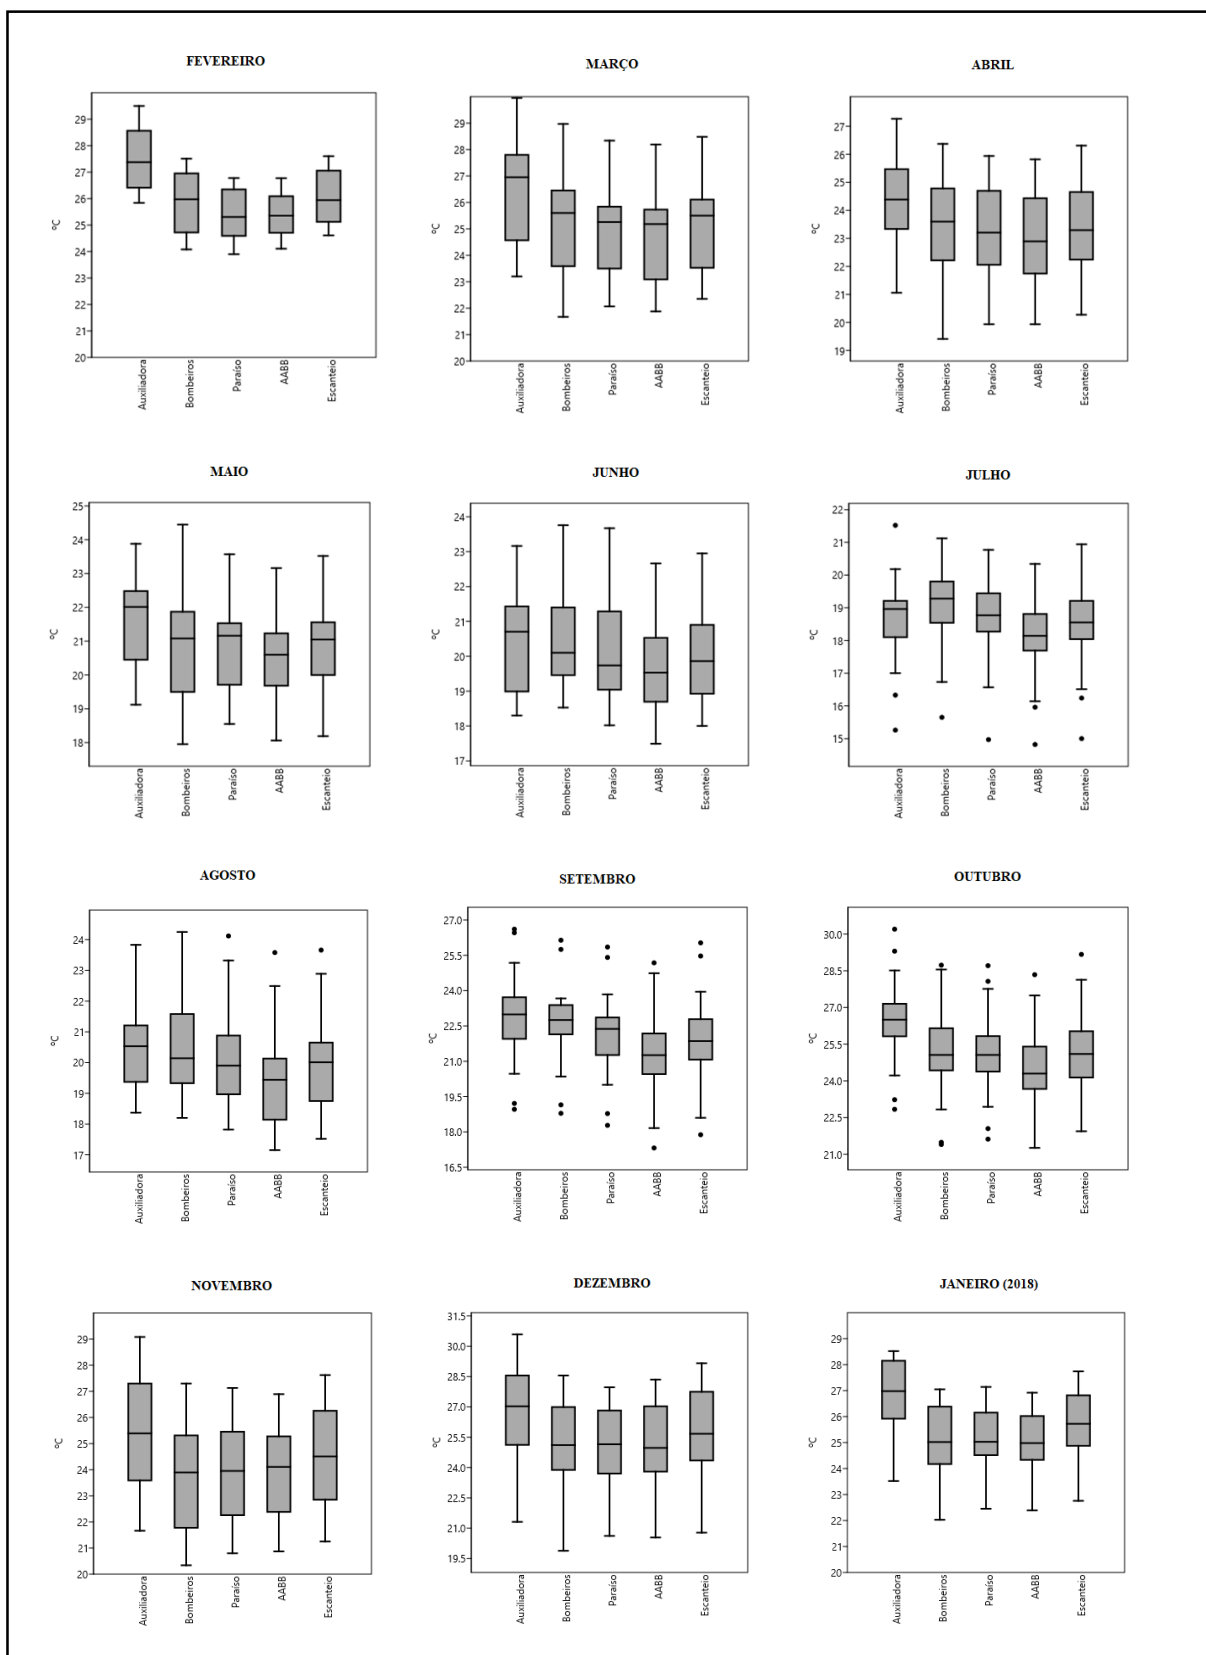 FEVEREIRO
29
28
27
26
25
24
23
22
21
20
ºC
Auxiliadora
Bombeiros
Paraíso
AABB
Escanteio
MARÇO
29
28
27
26
25
24
23
22
21
20
ºC
Auxiliadora
Bombeiros
Paraíso
AABB
Escanteio
ABRIL
27
26
25
24
23
22
21
20
19
ºC
Auxiliadora
Bombeiros
Paraíso
AABB
Escanteio
MAIO
25
24
23
22
21
20
19
18
ºC
Auxiliadora
Bombeiros
Paraíso
AABB
Escanteio
JUNHO
24
23
22
21
20
19
18
17
ºC
Auxiliadora
Bombeiros
Paraíso
AABB
Escanteio
JULHO
22
21
20
19
18
17
16
15
ºC
Auxiliadora
Bombeiros
Paraíso
AABB
Escanteio
AGOSTO
24
23
22
21
20
19
18
17
ºC
Auxiliadora
Bombeiros
Paraíso
AABB
Escanteio
SETEMBRO
27.0
25.5
24.0
22.5
21.0
19.5
18.0
16.5
ºC
Auxiliadora
Bombeiros
Paraíso
AABB
Escanteio
OUTUBRO
30.0
28.5
27.0
25.5
24.0
22.5
21.0
ºC
Auxiliadora
Bombeiros
Paraíso
AABB
Escanteio
NOVEMBRO
29
28
27
26
25
24
23
22
21
20
ºC
Auxiliadora
Bombeiros
Paraíso
AABB
Escanteio
DEZEMBRO
31.5
30.0
28.5
27.0
25.5
24.0
22.5
21.0
19.5
ºC
Auxiliadora
Bombeiros
Paraíso
AABB
Escanteio
JANEIRO (2018)
29
28
27
26
25
24
23
22
21
20
ºC
Auxiliadora
Bombeiros
Paraíso
AABB
Escanteio